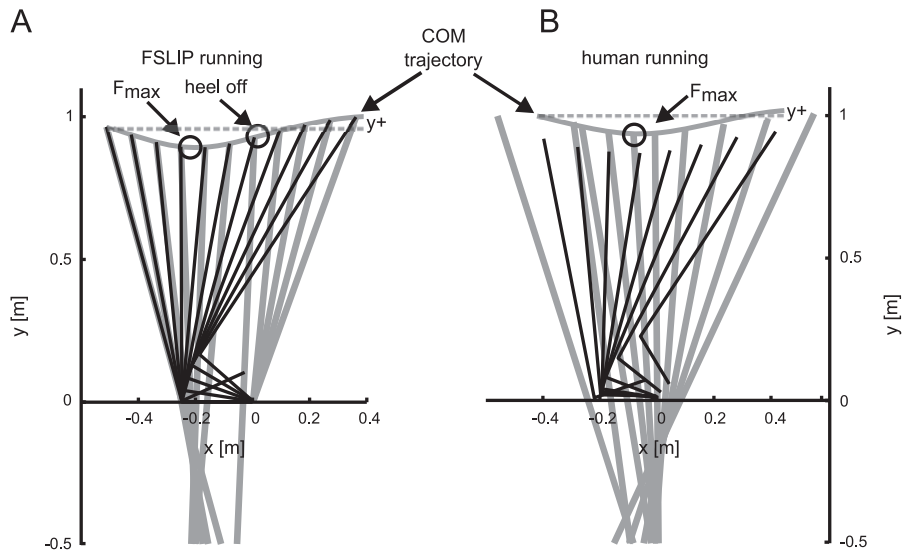 A
B
COM
trajectory
FSLIP running
human running
heel off
Fmax
Fmax
y+
y+
1
1
0.5
0.5
y [m]
y [m]
0
0
-0.4 -0.2 0 0.2 0.4
-0.4 -0.2 0 0.2 0.4
x [m]
x [m]
-0.5
-0.5